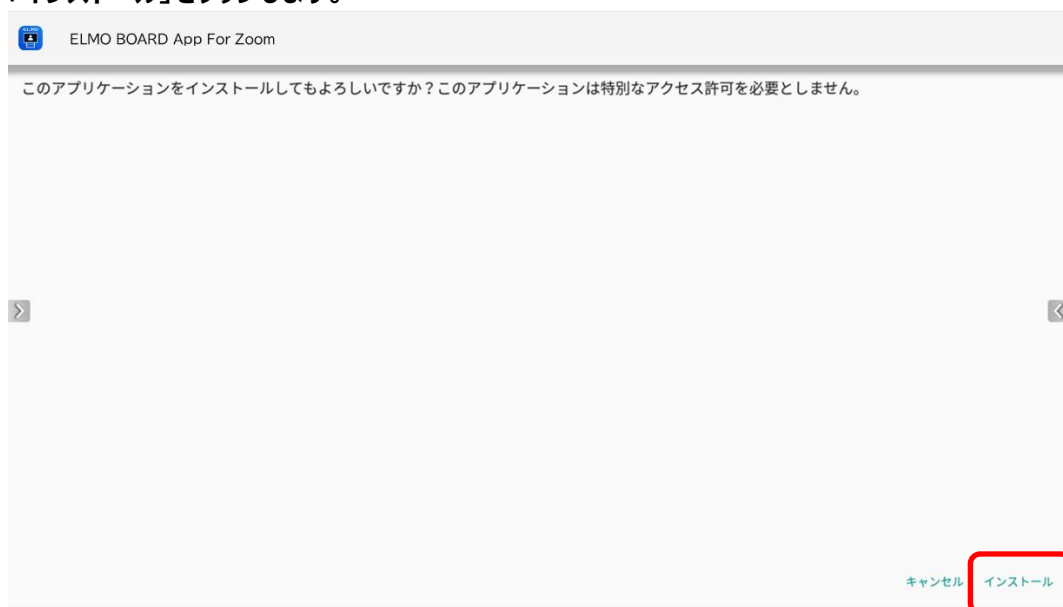 「インストール」をタップします。
ELMO BOARD App For Zoom
このアプリケーションをインストールしてもよろしいですか？このアプリケーションは特別なアクセス許可を必要としません。
キャンセル インストール